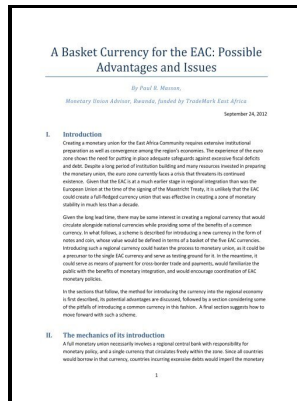 A Basket Currency for the EAC: Possible
Advantages and Issues
By Paul R. Masson,
Monetary Union Advisor, Rwanda, funded by TradeMark East Africa
September 24, 2012
I. Introduction
Creating a monetary union for the East Africa Community requires extensive institutional
preparation as well as convergence among the region's economies. The experience of the euro
zone shows the need for putting in place adequate safeguards against excessive fiscal deficits
and debt. Despite a long period of institution building and many resources invested in preparing
the monetary union, the euro zone currently faces a crisis that threatens its continued
existence. Given that the EAC is at a much earlier stage in regional integration than was the
European Union at the time of the signing of the Maastricht Treaty, it is unlikely that the EAC
could create a full-fledged currency union that was effective in creating a zone of monetary
stability in much less than a decade.
Given the long lead time, there may be some interest in creating a regional currency that would
circulate alongside national currencies while providing some of the benefits of a common
currency. In what follows, a scheme is described for introducing a new currency in the form of
notes and coin, whose value would be defined in terms of a basket of the five EAC currencies.
Introducing such a regional currency could hasten the process to monetary union, as it could be
a precursor to the single EAC currency and serve as testing ground for it. In the meantime, it
could serve as means of payment for cross-border trade and payments, would familiarize the
public with the benefits of monetary integration, and would encourage coordination of EAC
monetary policies.
In the sections that follow, the method for introducing the currency into the regional economy
is first described, its potential advantages are discussed, followed by a section considering some
of the pitfalls of introducing a common currency in this fashion. A final section suggests how to
move forward with such a scheme.
II. The mechanics of its introduction
A full monetary union necessarily involves a regional central bank with responsibility for
monetary policy, and a single currency that circulates freely within the zone. Since all countries
would borrow in that currency, countries incurring excessive debts would imperil the monetary
1